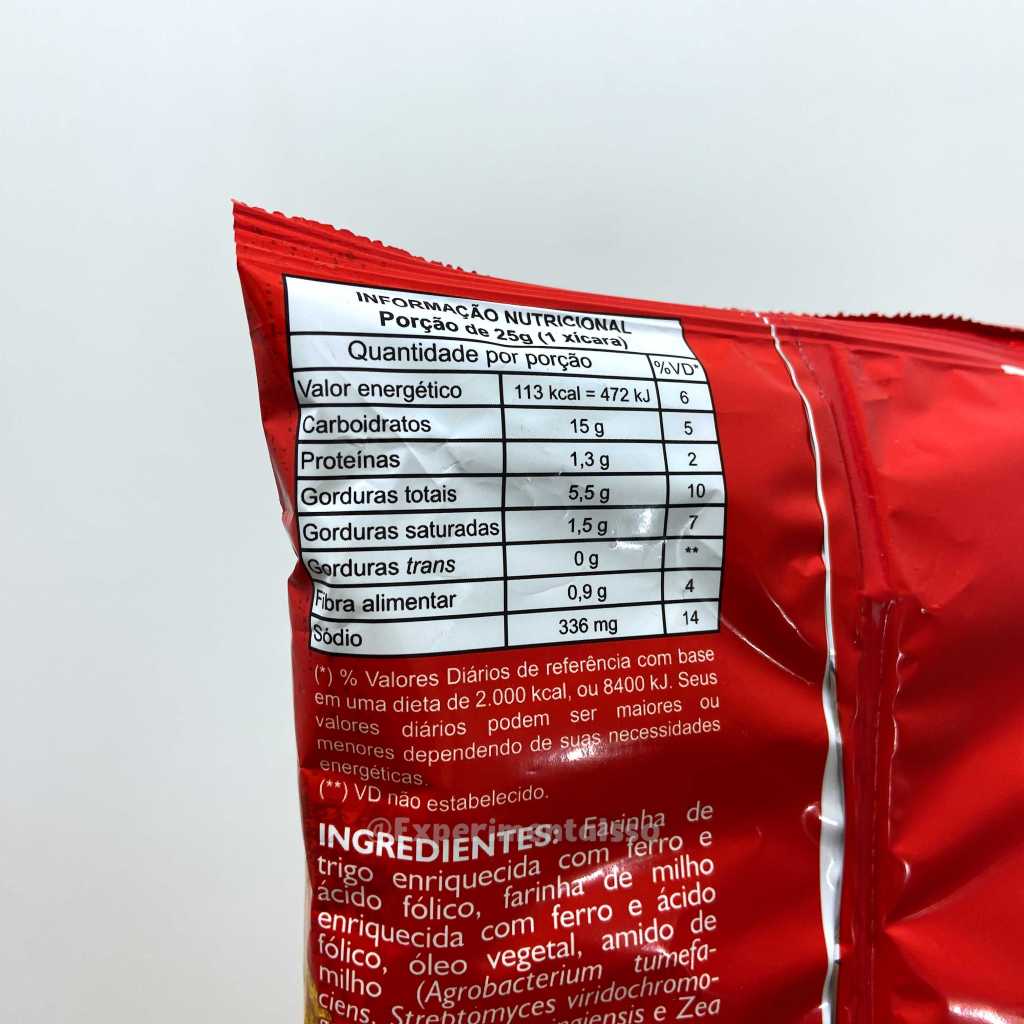 INFORMAÇÃO NUTRICIONAL
Porção de 25g (1 xícara)
Quantidade por porção %VD*
Valor energético 113 kcal = 472 kJ 6
Carboidratos 15 g 5
Proteínas 1,3 g 2
Gorduras totais 5,5 g 10
Gorduras saturadas 1,5 g 7
Gorduras trans 0 g **
Fibra alimentar 0,9 g 4
Sódio 336 mg 14
(*) % Valores Diários de referência com base
em uma dieta de 2.000 kcal, ou 8400 kJ. Seus
valores diários podem ser maiores ou
menores dependendo de suas necessidades
energéticas.
(**) VD não estabelecido.
@Experimentaisso
INGREDIENTES: Farinha de
trigo enriquecida com ferro e
ácido fólico, farinha de milho
enriquecida com ferro e ácido
fólico, óleo vegetal, amido de
milho (Agrobacterium tumefa-
ciens, Streptomyces viridochromo-
e Zea